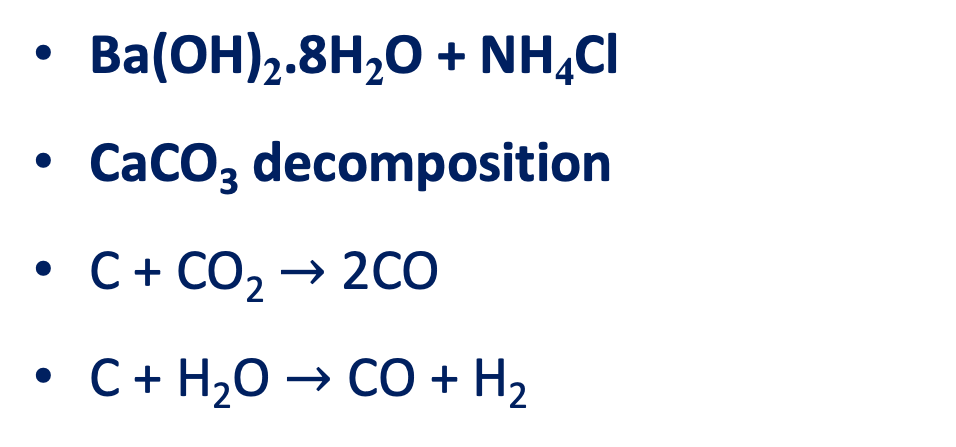 • Ba(OH)₂.8H₂O + NH₄Cl
• CaCO₃ decomposition
• C + CO₂ → 2CO
• C + H₂O → CO + H₂